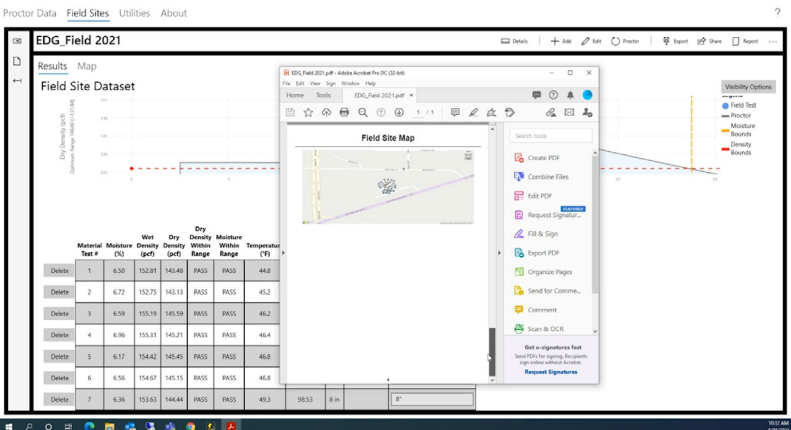 Proctor Data Field Sites Utilities About ?
EDG_Field 2021
Details + Add Edit Proctor Export Share Report ...
Results Map
Field Site Dataset
Visibility Options
Field Test
Proctor
Moisture Bounds
Density Bounds
Dry Density (pcf)
EDG_Field 2021.pdf - Adobe Acrobat Pro DC (32-bit)
File Edit View Sign Window Help
Home Tools EDG_Field 2021.pdf ×
5 / 5
Field Site Map
Search tools
Create PDF
Combine Files
Edit PDF
FEATURED
Request Signatur...
Fill & Sign
Export PDF
Organize Pages
Send for Comme...
Comment
Scan & OCR
Get e-signatures fast
Send PDFs for signing. Recipients
sign online without Acrobat.
Request Signatures
Material Test # Moisture (%) Wet Density (pcf) Dry Density (pcf) Dry Density Within Range Moisture Within Range Temperatur (°F)
Delete 1 6.50 152.81 143.48 PASS PASS 44.8
Delete 2 6.72 152.75 143.13 PASS PASS 45.2
Delete 3 6.59 155.19 145.59 PASS PASS 46.2
Delete 4 6.96 155.31 145.21 PASS PASS 46.4
Delete 5 6.17 154.42 145.45 PASS PASS 46.8
Delete 6 6.56 154.67 145.15 PASS PASS 46.8
Delete 7 6.36 153.63 144.44 PASS PASS 49.3 98.53 8 in 8"
10:57 AM